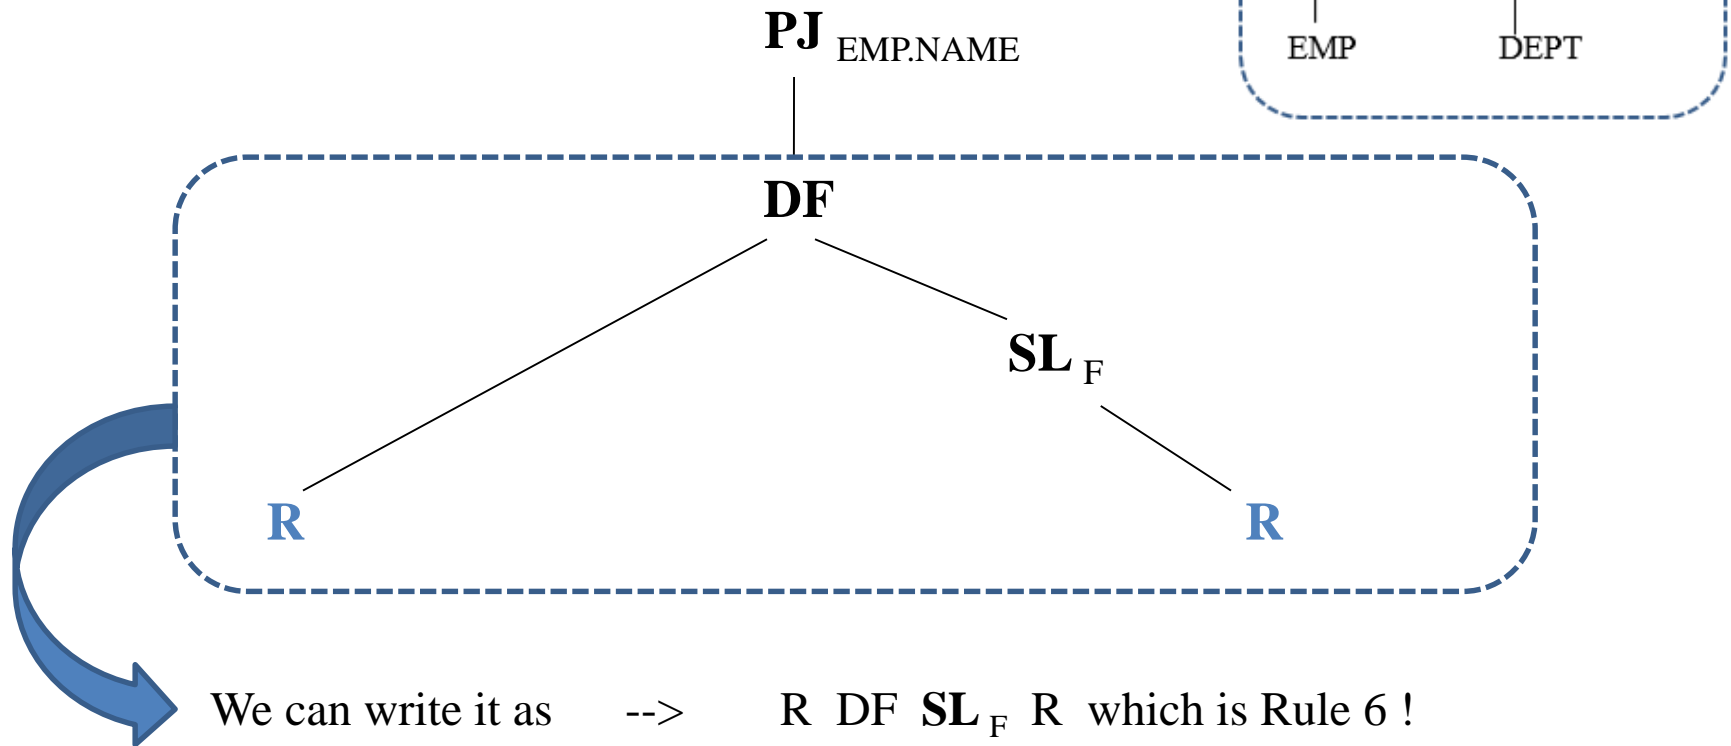 PJ EMP.NAME
EMP DEPT
DF
SL F
R R
We can write it as --> R DF SL F R which is Rule 6 !